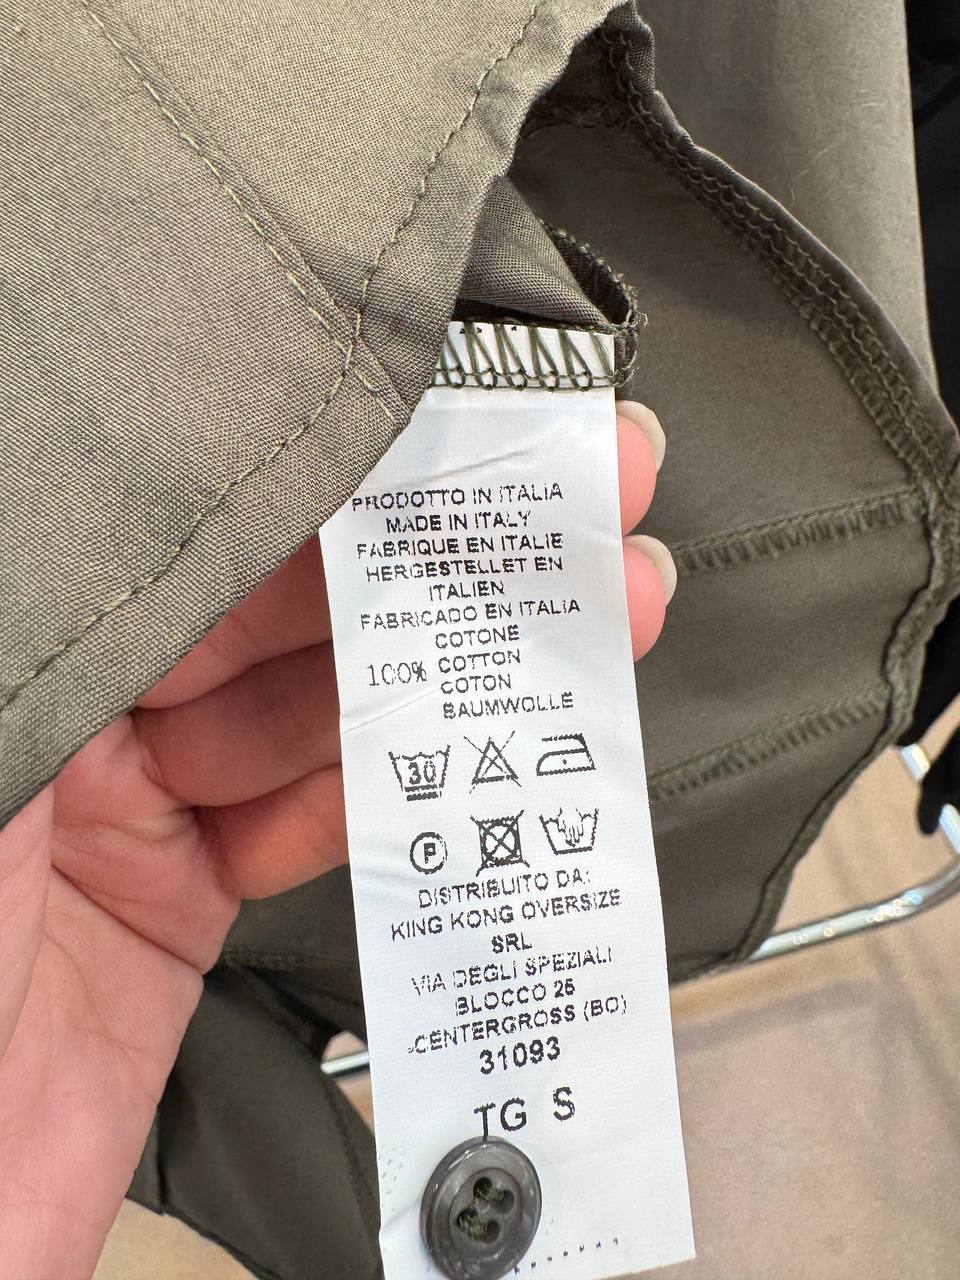 PRODOTTO IN ITALIA
MADE IN ITALY
FABRIQUE EN ITALIE
HERGESTELLET EN
ITALIEN
FABRICADO EN ITALIA
COTONE
100% COTTON
COTON
BAUMWOLLE
30
P
DISTRIBUITO DA:
KING KONG OVERSIZE
SRL
VIA DEGLI SPEZIALI
BLOCCO 26
CENTERGROSS (BO)
31093
TG S